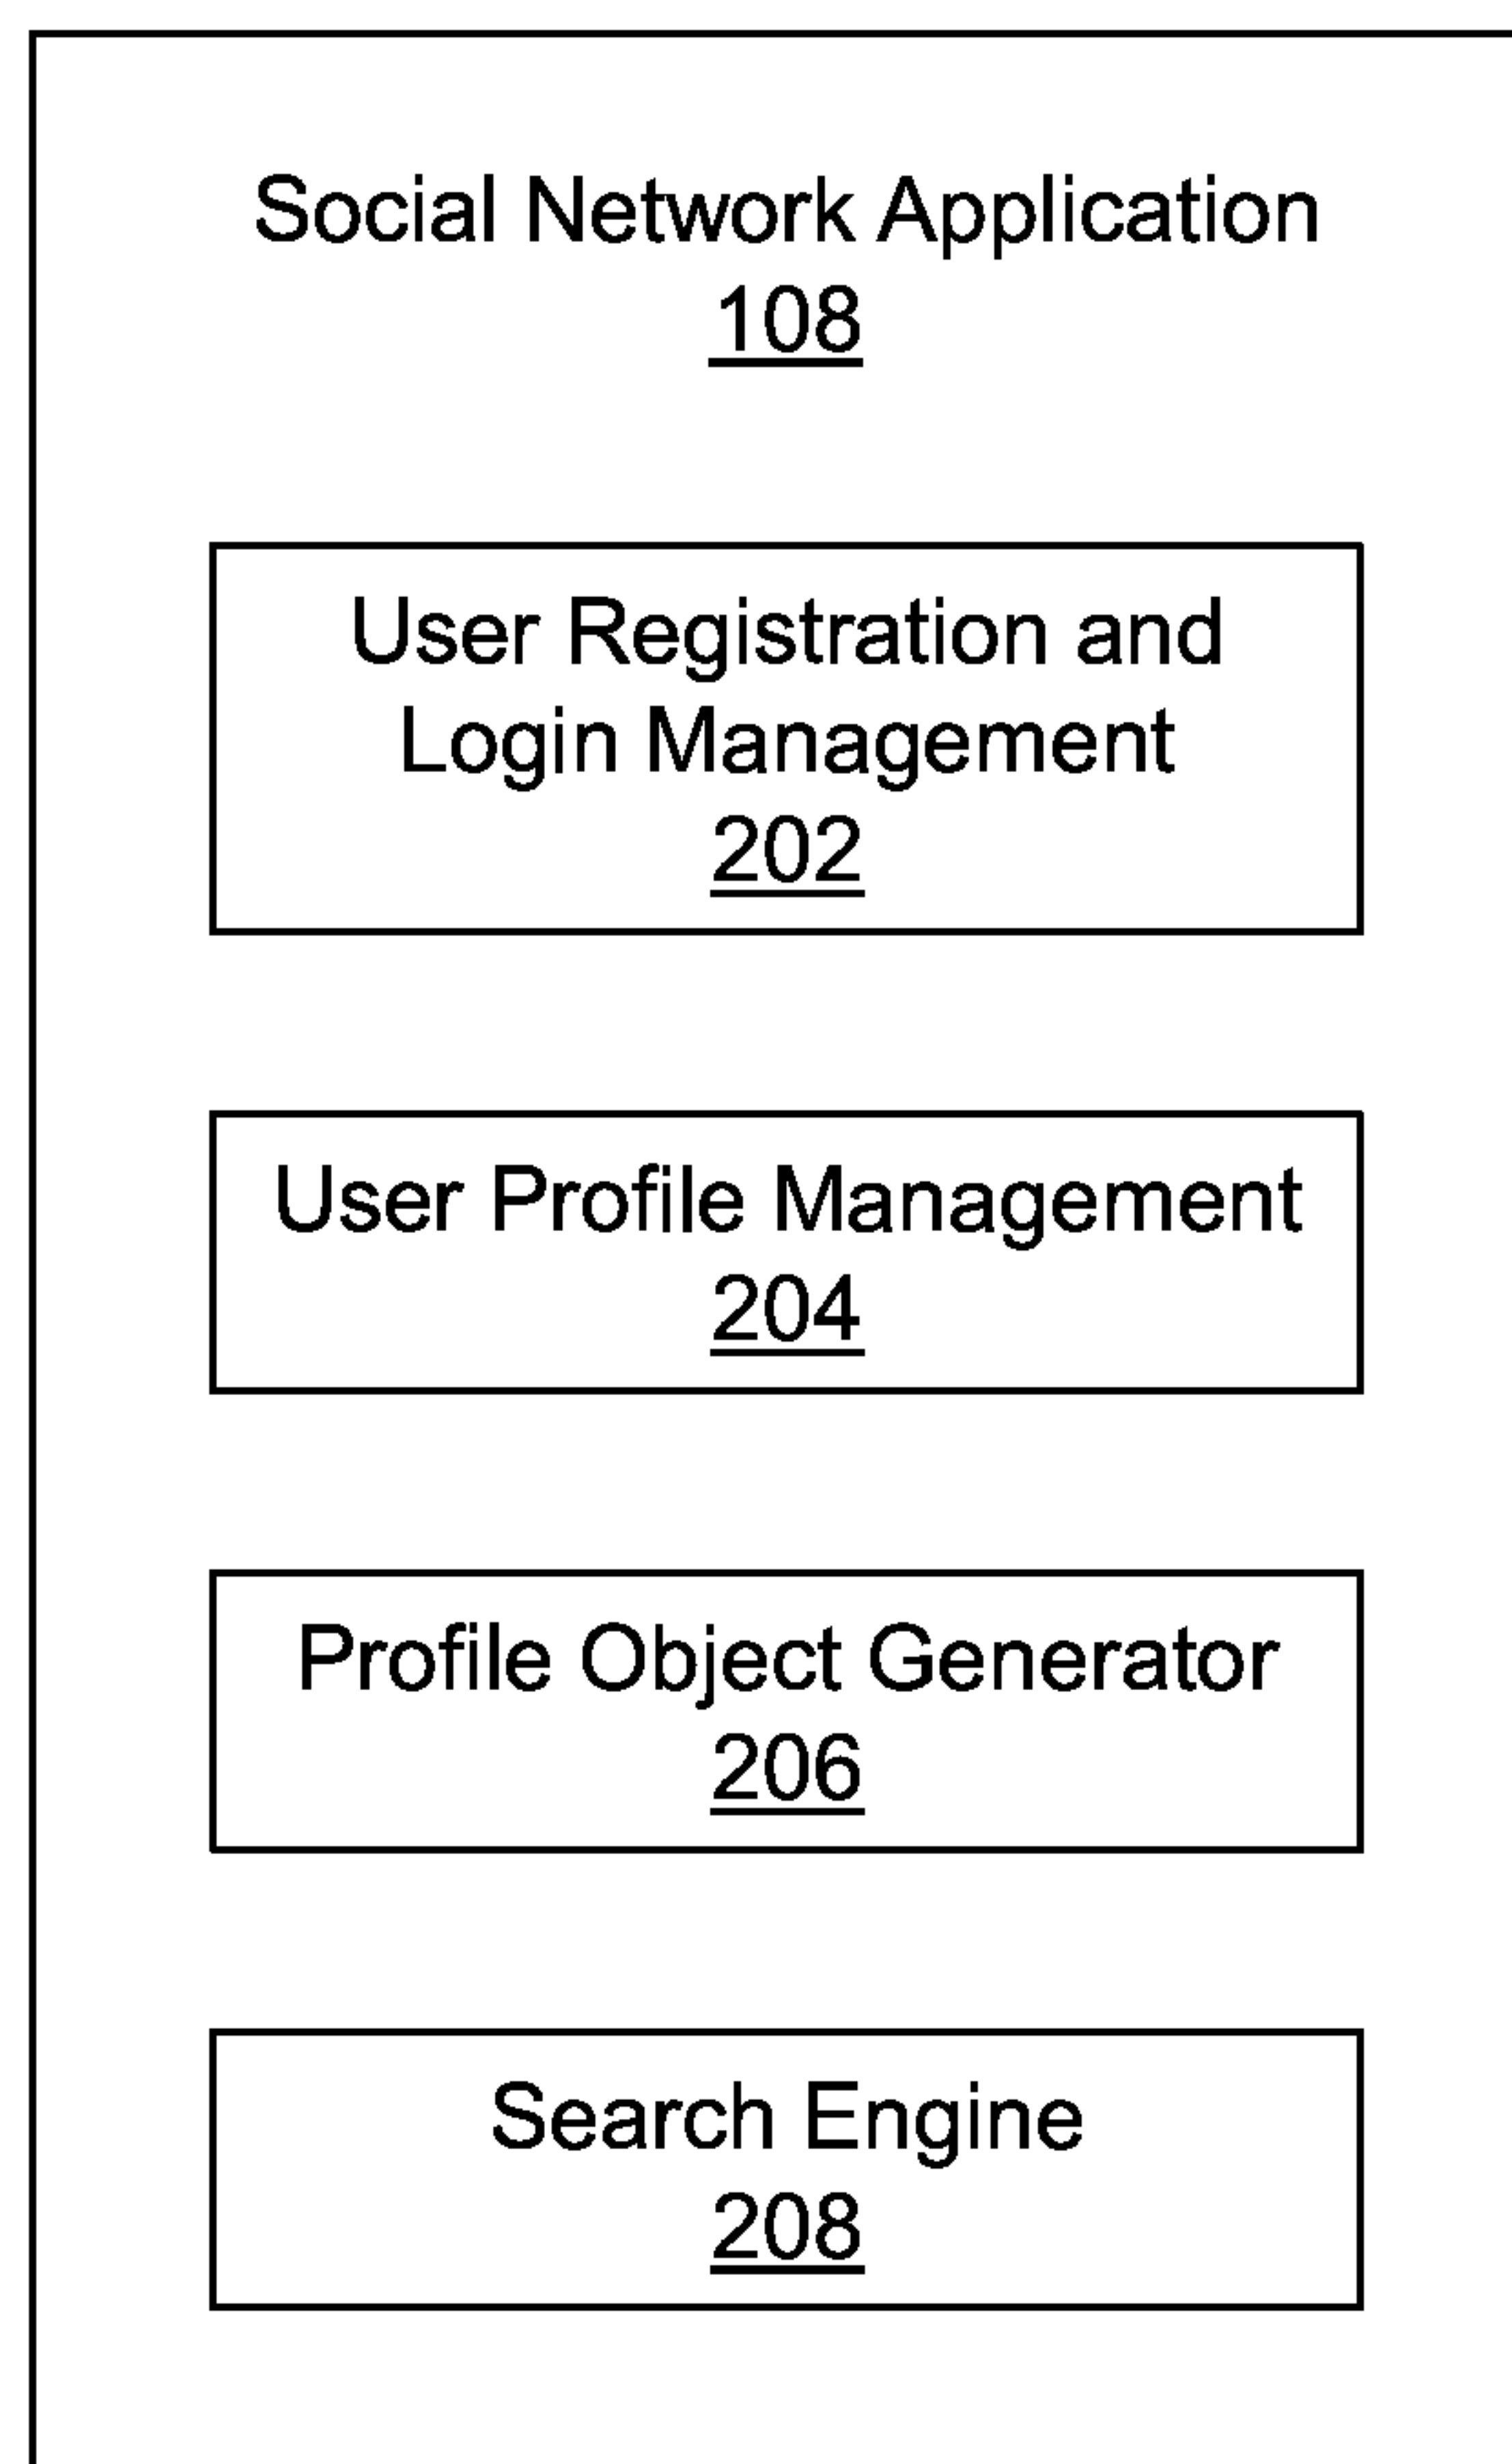 Social Network Application
108
User Registration and
Login Management
202
User Profile Management
204
Profile Object Generator
206
Search Engine
208